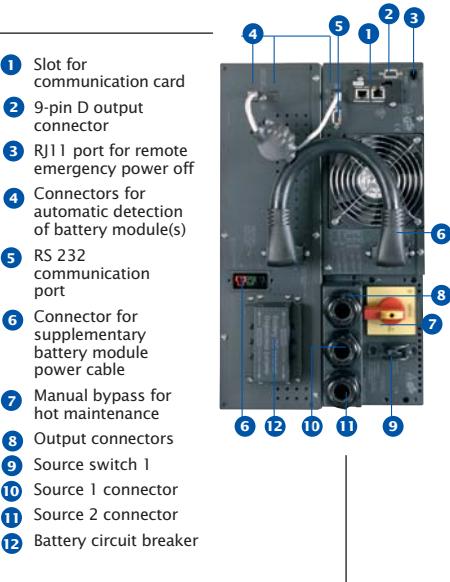 1 Slot for
communication card
2 9-pin D output
connector
3 RJ11 port for remote
emergency power off
4 Connectors for
automatic detection
of battery module(s)
5 RS 232
communication
port
6 Connector for
supplementary
battery module
power cable
7 Manual bypass for
hot maintenance
8 Output connectors
9 Source switch 1
10 Source 1 connector
11 Source 2 connector
12 Battery circuit breaker
2
4 5 1 3
6
8
7
6 12 10 11 9